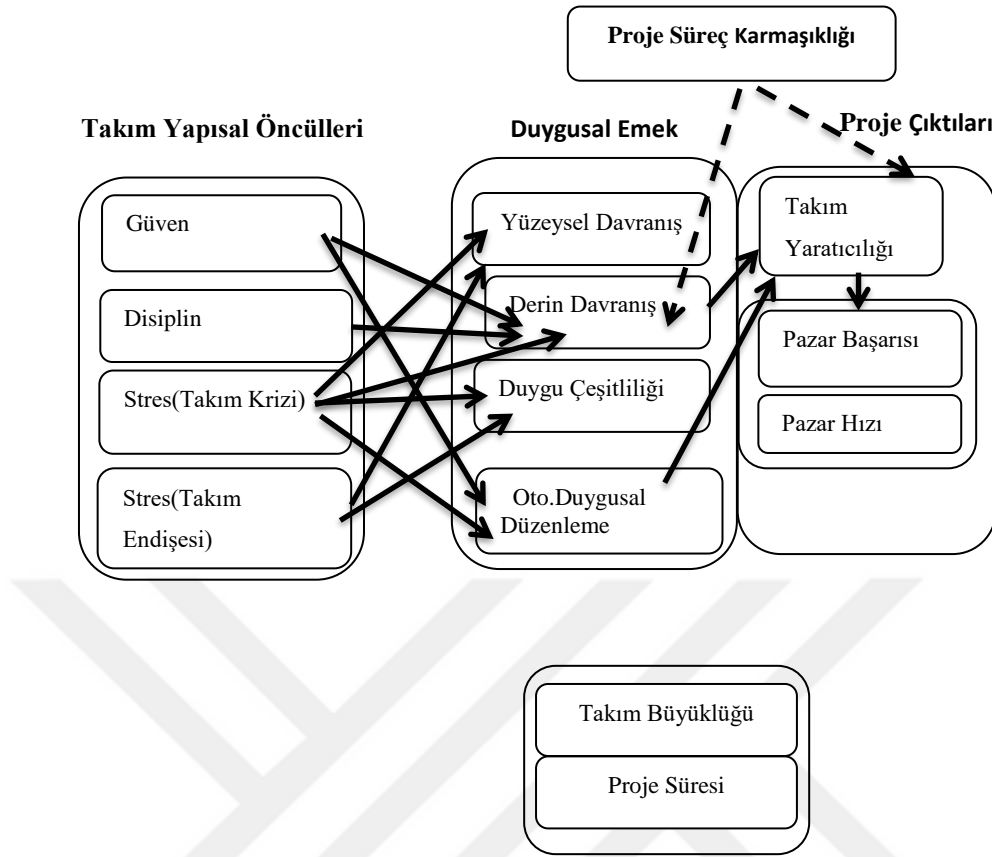 Proje Süreç Karmaşıklığı
Takım Yapısal Öncülleri
Duygusal Emek
Proje Çıktıları
Güven
Disiplin
Stres(Takım Krizi)
Stres(Takım
Endişesi)
Yüzeysel Davranış
Derin Davranış
Duygu Çeşitliliği
Oto.Duygusal
Düzenleme
Takım
Yaratıcılığı
Pazar Başarısı
Pazar Hızı
Takım Büyüklüğü
Proje Süresi